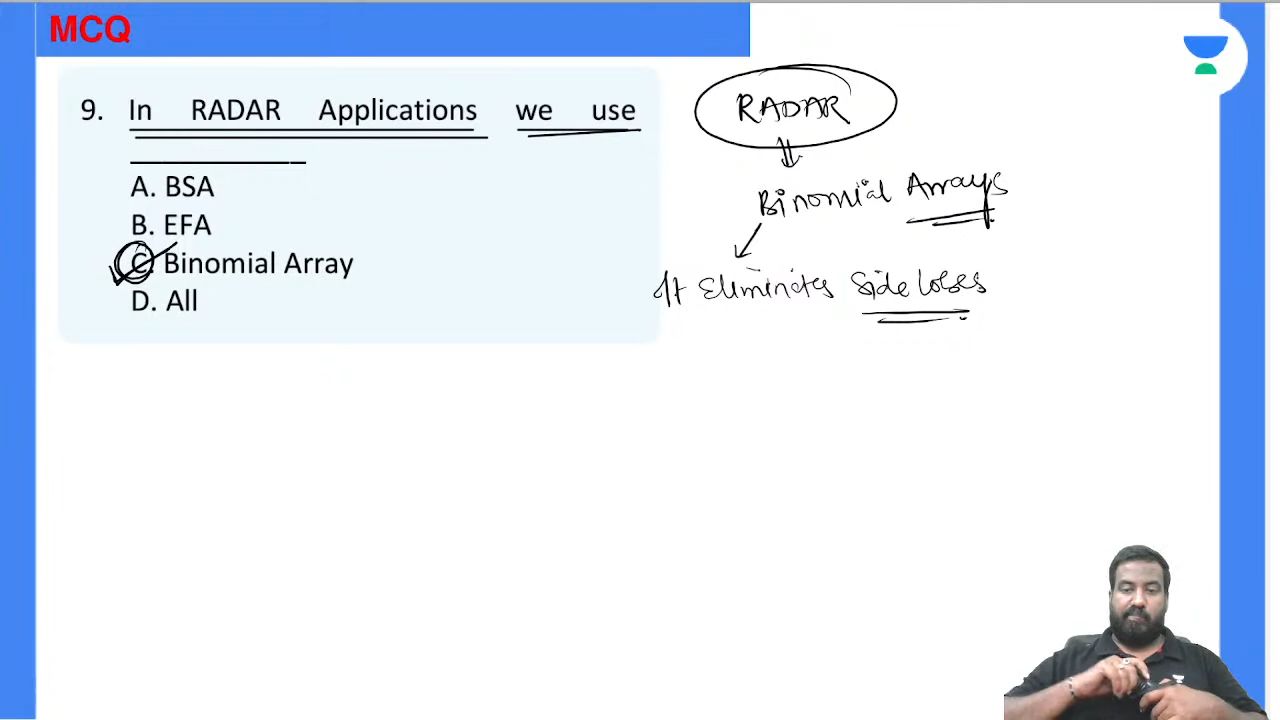 MCQ
9. In RADAR Applications we use
____________
A. BSA
B. EFA
C. Binomial Array
D. All
RADAR
Binomial Arrays
It Eliminates Side Lobes